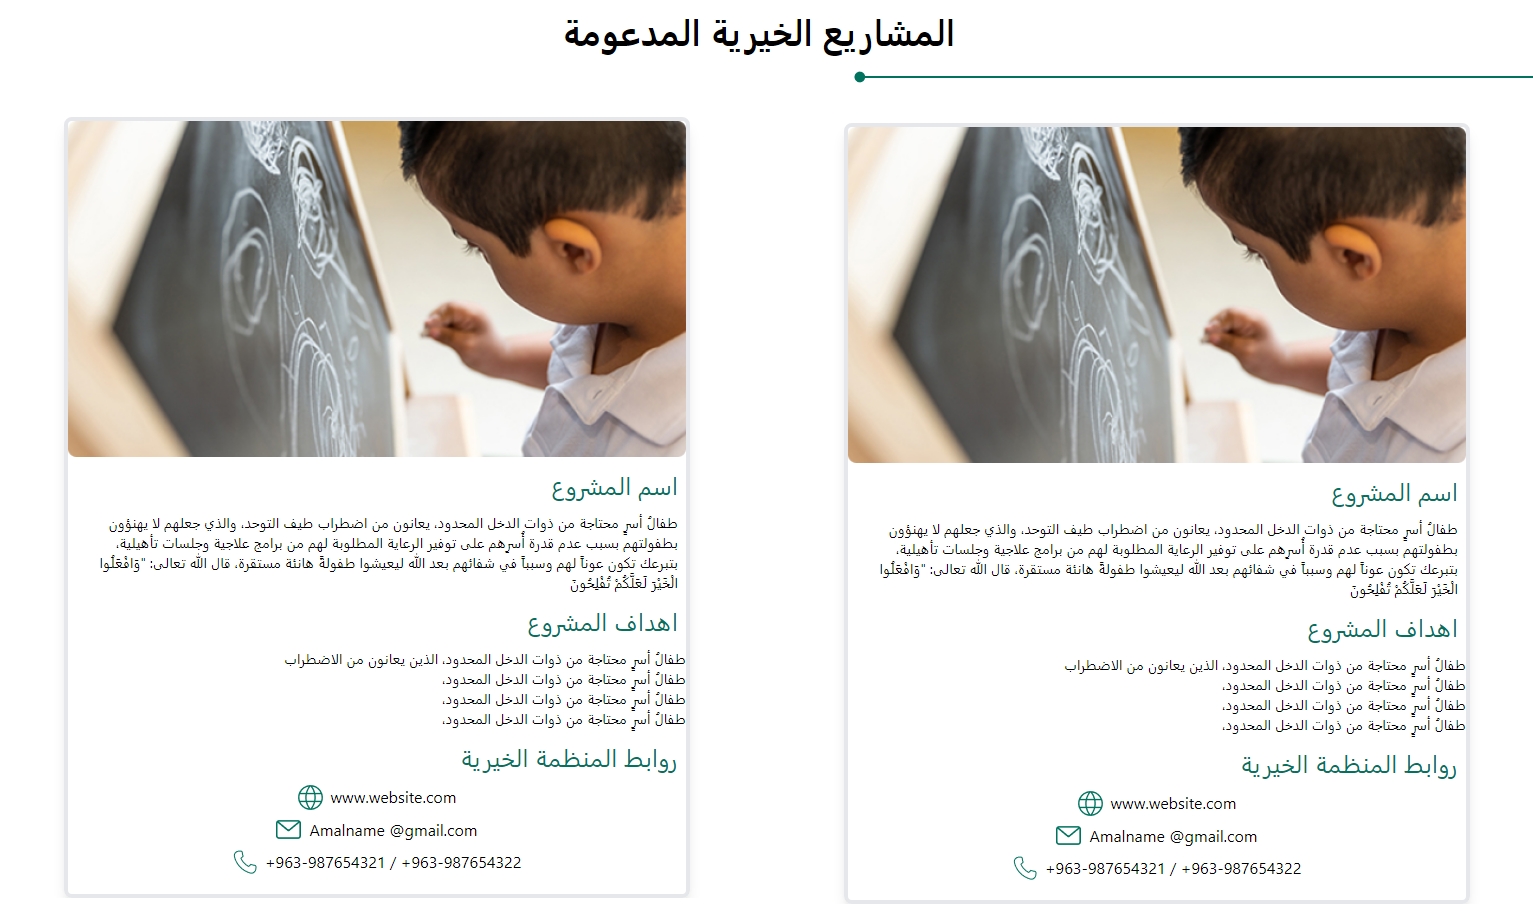 المشاريع الخيرية المدعومة
اسم المشروع
طفالُ أسرٍ محتاجة من ذوات الدخل المحدود، يعانون من اضطراب طيف التوحد، والذي جعلهم لا يهنؤون
بطفولتهم بسبب عدم قدرة أُسرِهم على توفير الرعاية المطلوبة لهم من برامج علاجية وجلسات تأهيلية،
بتبرعك تكون عوناً لهم وسبباً في شفائهم بعد الله ليعيشوا طفولةً هانئة مستقرة، قال الله تعالى: "وَافْعَلُوا
الْخَيْرَ لَعَلَّكُمْ تُفْلِحُونَ
اهداف المشروع
طفالُ أسرٍ محتاجة من ذوات الدخل المحدود، الذين يعانون من الاضطراب
طفالُ أسرٍ محتاجة من ذوات الدخل المحدود،
طفالُ أسرٍ محتاجة من ذوات الدخل المحدود،
طفالُ أسرٍ محتاجة من ذوات الدخل المحدود،
روابط المنظمة الخيرية
www.website.com
Amalname @gmail.com
+963-987654321 / +963-987654322
اسم المشروع
طفالُ أسرٍ محتاجة من ذوات الدخل المحدود، يعانون من اضطراب طيف التوحد، والذي جعلهم لا يهنؤون
بطفولتهم بسبب عدم قدرة أُسرِهم على توفير الرعاية المطلوبة لهم من برامج علاجية وجلسات تأهيلية،
بتبرعك تكون عوناً لهم وسبباً في شفائهم بعد الله ليعيشوا طفولةً هانئة مستقرة، قال الله تعالى: "وَافْعَلُوا
الْخَيْرَ لَعَلَّكُمْ تُفْلِحُونَ
اهداف المشروع
طفالُ أسرٍ محتاجة من ذوات الدخل المحدود، الذين يعانون من الاضطراب
طفالُ أسرٍ محتاجة من ذوات الدخل المحدود،
طفالُ أسرٍ محتاجة من ذوات الدخل المحدود،
طفالُ أسرٍ محتاجة من ذوات الدخل المحدود،
روابط المنظمة الخيرية
www.website.com
Amalname @gmail.com
+963-987654321 / +963-987654322